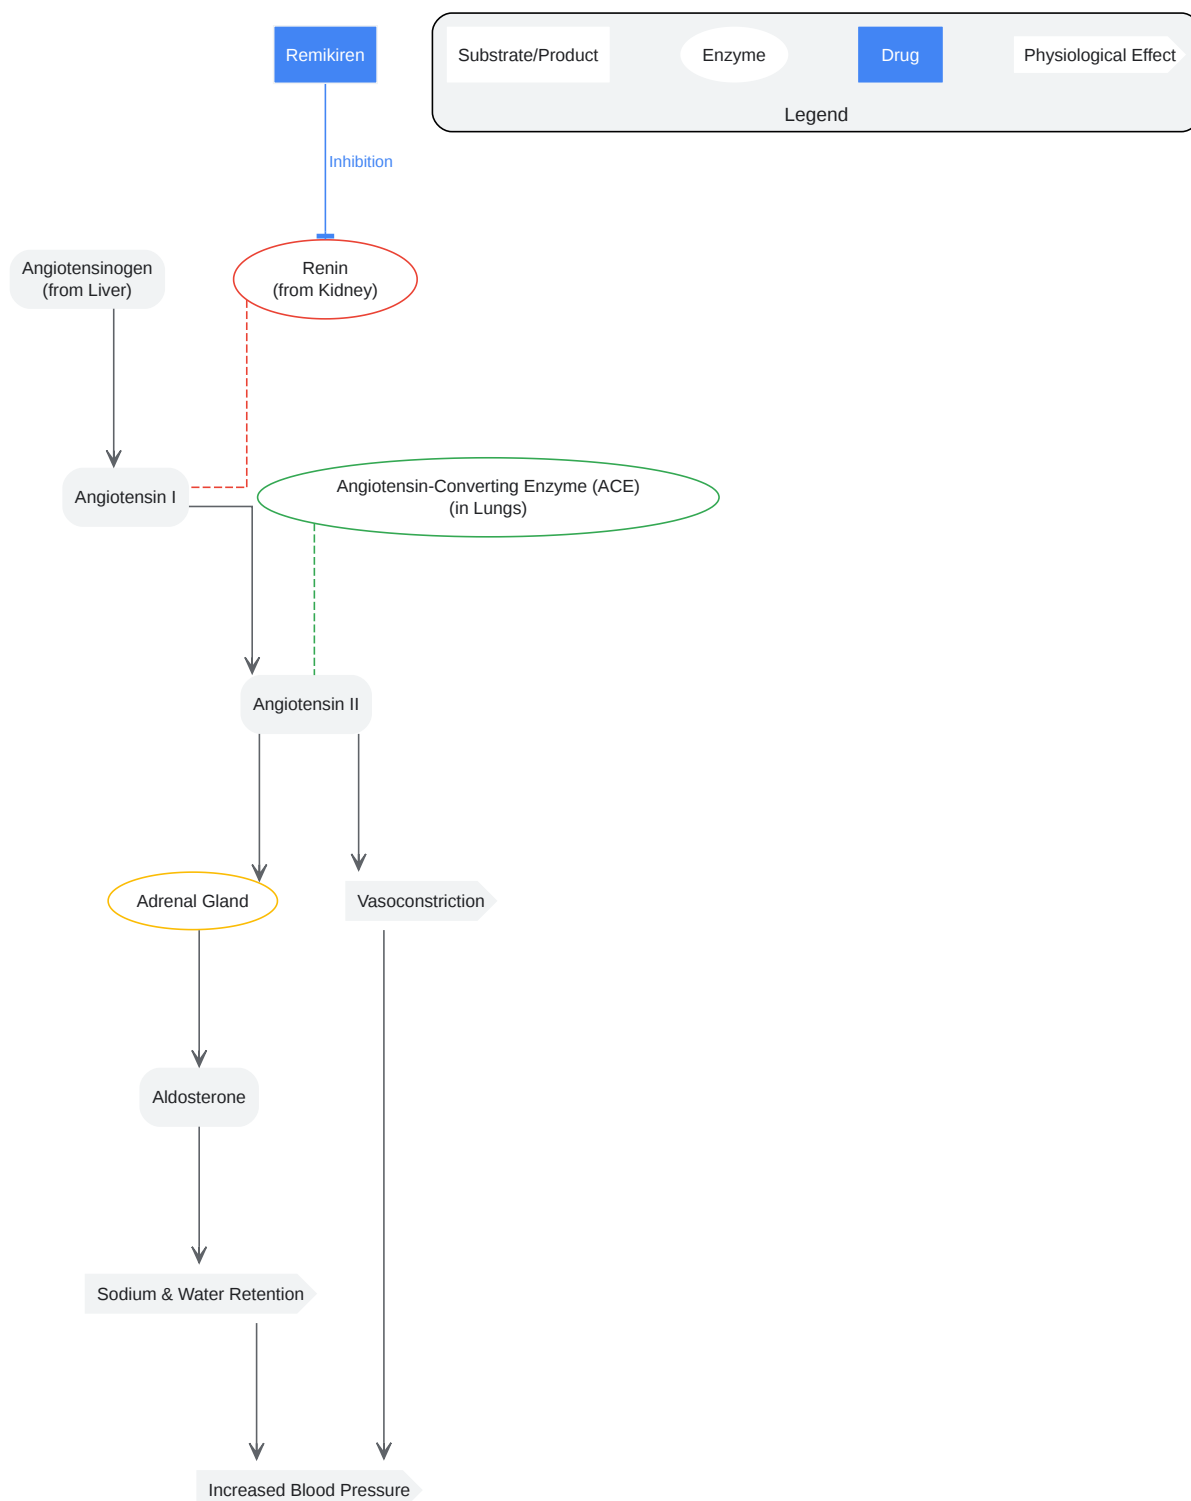 Remikiren
Substrate/Product
Enzyme
Drug
Physiological Effect
Legend
Inhibition
Angiotensinogen
(from Liver)
Renin
(from Kidney)
Angiotensin I
Angiotensin-Converting Enzyme (ACE)
(in Lungs)
Angiotensin II
Adrenal Gland
Vasoconstriction
Aldosterone
Sodium & Water Retention
Increased Blood Pressure